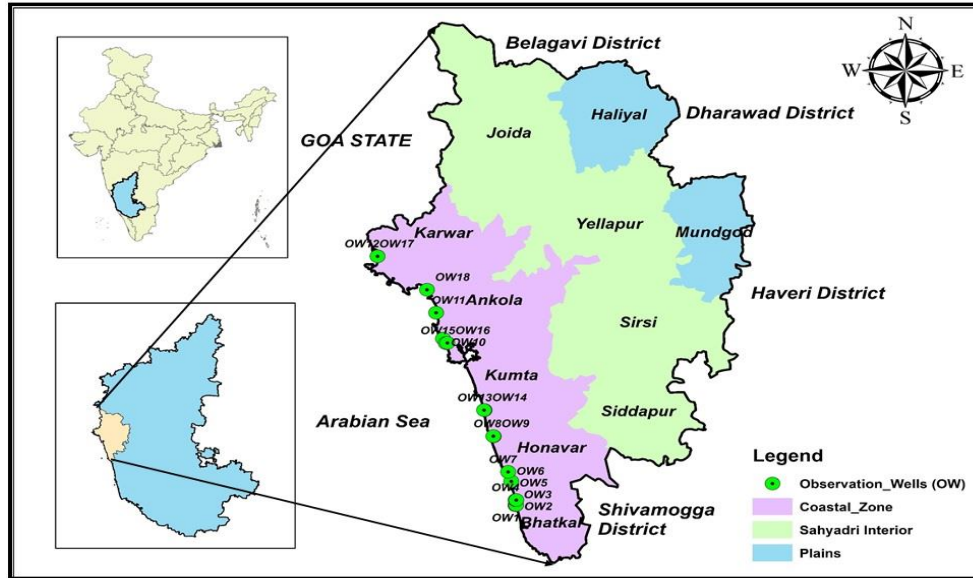 N
W E
S
Belagavi District
Haliyal
Dharawad District
Joida
GOA STATE
Yellapur
Mundgod
Karwar
OW12OW17
OW18
OW11
Ankola
Haveri District
Sirsi
OW15OW16
OW10
Kumta
OW13OW14
Siddapur
Arabian Sea
OW8OW9
Honavar
OW7
OW6
OW5
OW4
OW3
OW2
OW1
Bhatkal
Shivamogga
District
Legend
Observation_Wells (OW)
Coastal_Zone
Sahyadri Interior
Plains